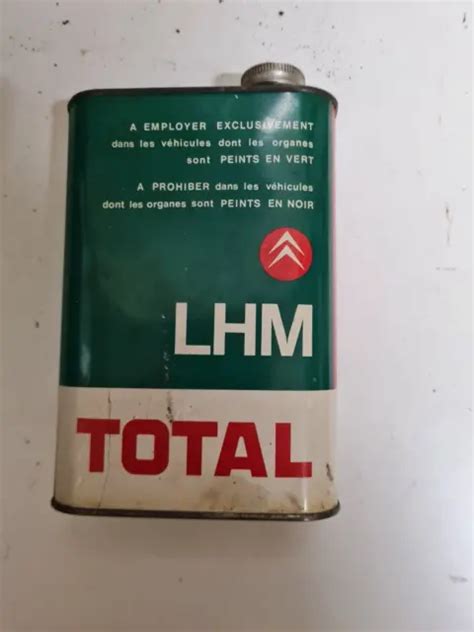 A EMPLOYER EXCLUSIVEMENT
dans les véhicules dont les organes
sont PEINTS EN VERT
A PROHIBER dans les véhicules
dont les organes sont PEINTS EN NOIR
LHM
TOTAL